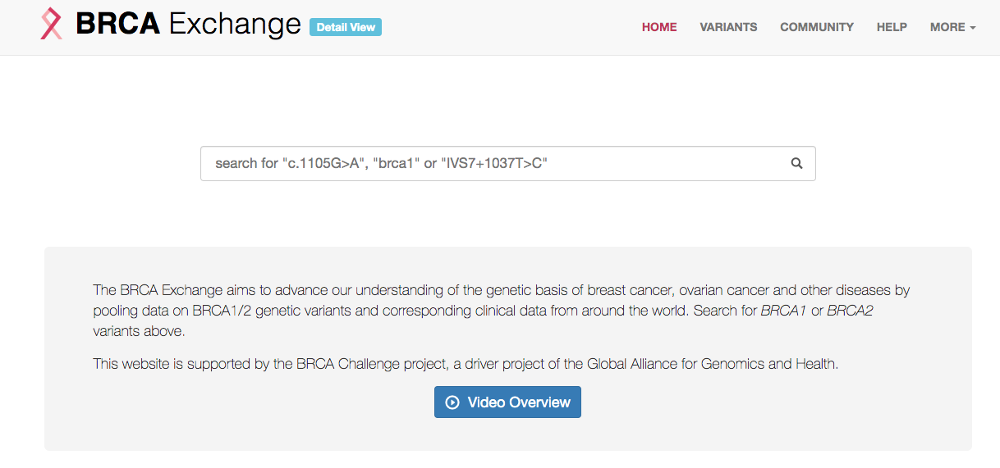 BRCA Exchange Detail View HOME VARIANTS COMMUNITY HELP MORE
search for "c.1105G>A", "brca1" or "IVS7+1037T>C"
The BRCA Exchange aims to advance our understanding of the genetic basis of breast cancer, ovarian cancer and other diseases by
pooling data on BRCA1/2 genetic variants and corresponding clinical data from around the world. Search for BRCA1 or BRCA2
variants above.
This website is supported by the BRCA Challenge project, a driver project of the Global Alliance for Genomics and Health.
Video Overview